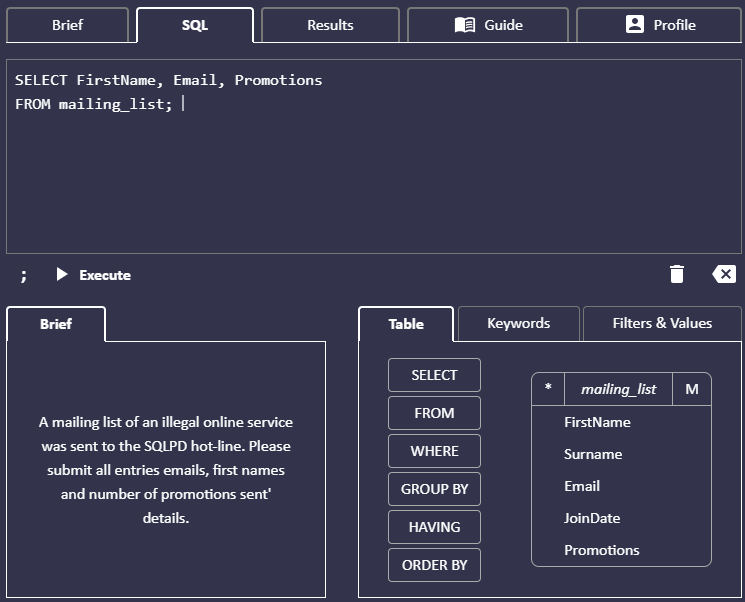 Brief SQL Results Guide Profile
SELECT FirstName, Email, Promotions
FROM mailing_list;
; Execute
Brief
A mailing list of an illegal online service
was sent to the SQLPD hot-line. Please
submit all entries emails, first names
and number of promotions sent'
details.
Table Keywords Filters & Values
SELECT
FROM
WHERE
GROUP BY
HAVING
ORDER BY
* mailing_list M
FirstName
Surname
Email
JoinDate
Promotions